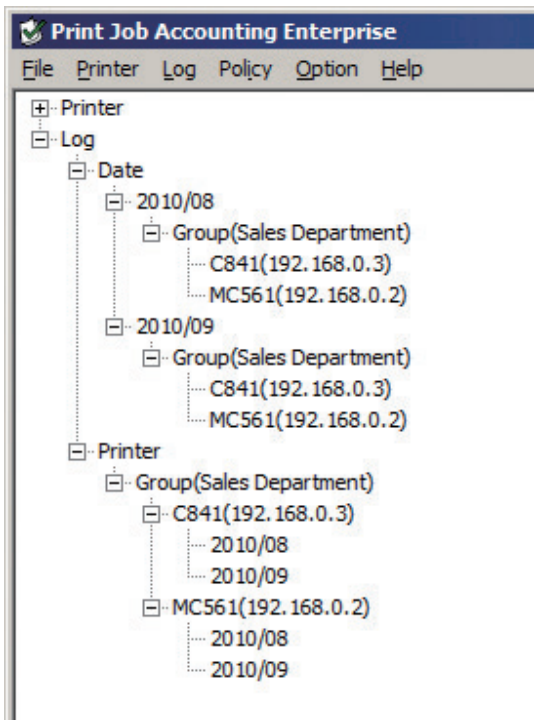 Print Job Accounting Enterprise
File Printer Log Policy Option Help
Printer
Log
Date
2010/08
Group(Sales Department)
C841(192.168.0.3)
MC561(192.168.0.2)
2010/09
Group(Sales Department)
C841(192.168.0.3)
MC561(192.168.0.2)
Printer
Group(Sales Department)
C841(192.168.0.3)
2010/08
2010/09
MC561(192.168.0.2)
2010/08
2010/09